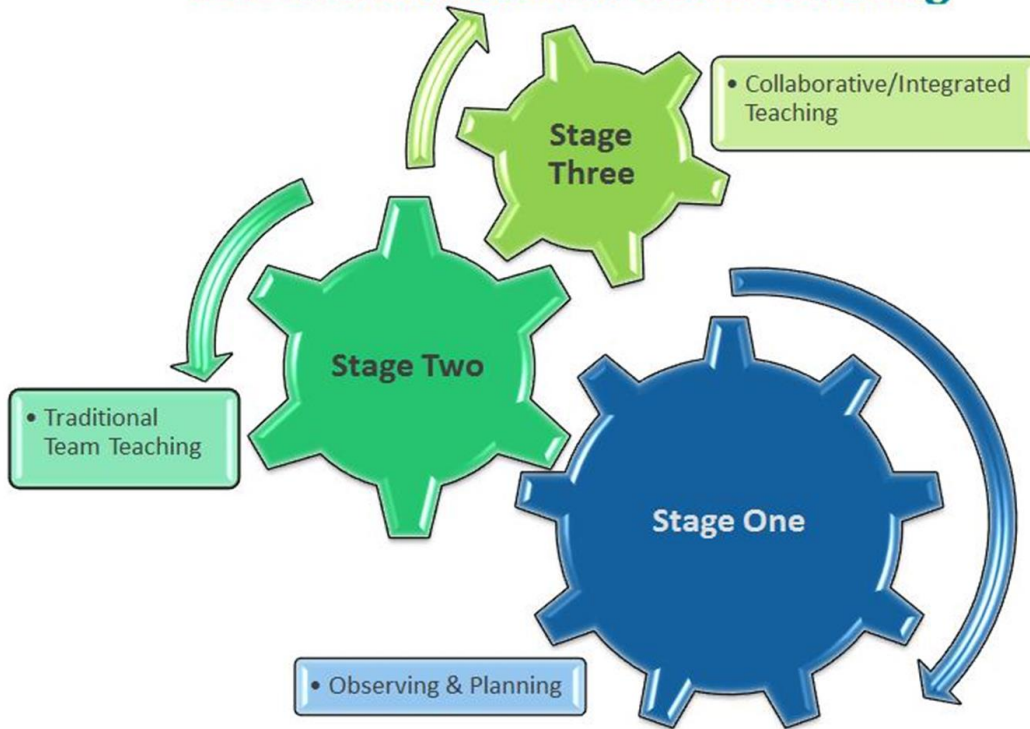 • Collaborative/Integrated
Teaching
Stage
Three
Stage Two
• Traditional
Team Teaching
Stage One
• Observing & Planning